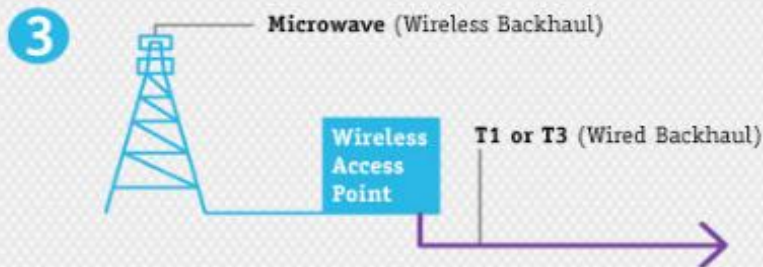 3
Microwave (Wireless Backhaul)
Wireless
Access
Point
T1 or T3 (Wired Backhaul)